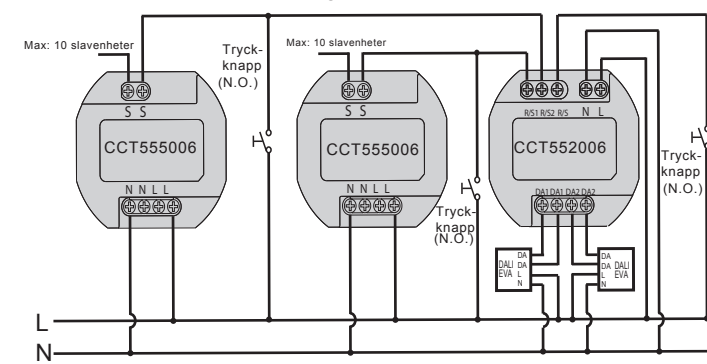 Max: 10 slavenheter
Tryck-
knapp
(N.O.)
S S
CCT555006
N N L L
Max: 10 slavenheter
S S
CCT555006
N N L L
Tryck-
knapp
(N.O.)
R/S1 R/S2 R/S N L
CCT552006
DA1 DA1 DA2 DA2
Tryck-
knapp
(N.O.)
DALI
EVA
DA
DA
L
N
DA
DA
L
N
DALI
EVA
L
N